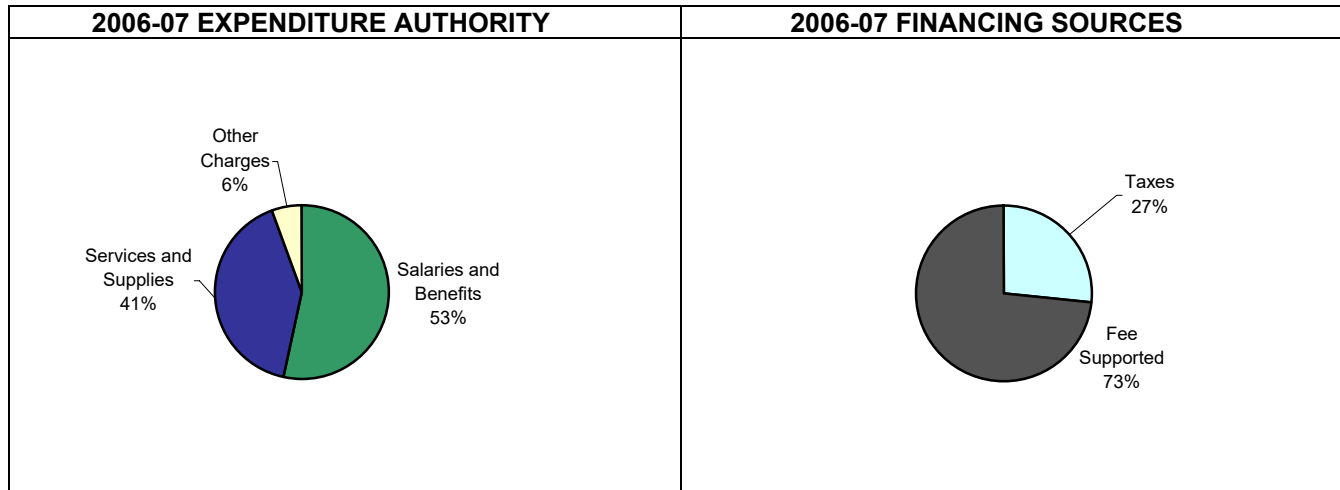 2006-07 EXPENDITURE AUTHORITY
Other
Charges
6%
Services and
Supplies
41%
Salaries and
Benefits
53%
2006-07 FINANCING SOURCES
Taxes
27%
Fee
Supported
73%